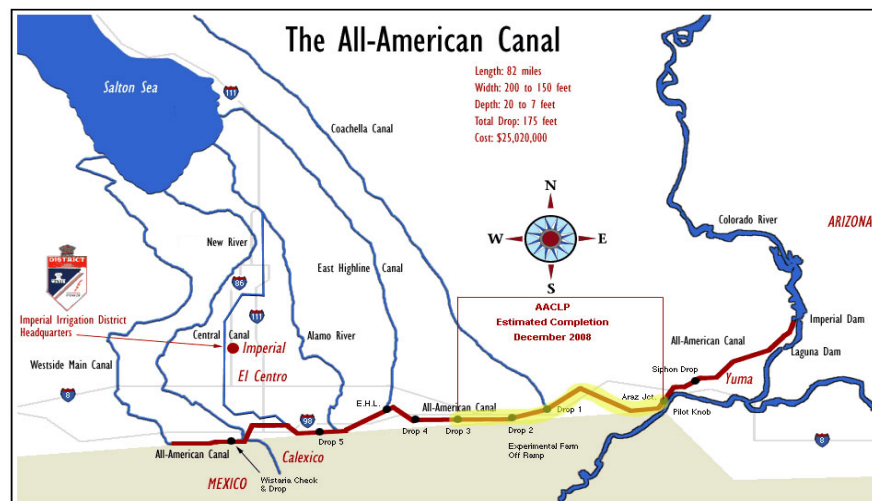 The All-American Canal
Length: 82 miles
Width: 200 to 150 feet
Depth: 20 to 7 feet
Total Drop: 175 feet
Cost: $25,020,000
Salton Sea
111
Coachella Canal
N
W
E
S
Colorado River
ARIZONA
New River
East Highline Canal
DISTRICT
86
Imperial Irrigation District
Headquarters
111
AACLP
Estimated Completion
December 2008
Central Canal
Alamo River
Imperial
Imperial Dam
All-American Canal
Laguna Dam
Westside Main Canal
El Centro
Siphon Drop
Yuma
8
E.H.L.
All-American Canal
Araz Jct.
98
Drop 1
Pilot Knob
Drop 4
Drop 3
Drop 2
Drop 5
8
Experimental Farm
Off Ramp
All-American Canal
Calexico
Wistaria Check
& Drop
MEXICO